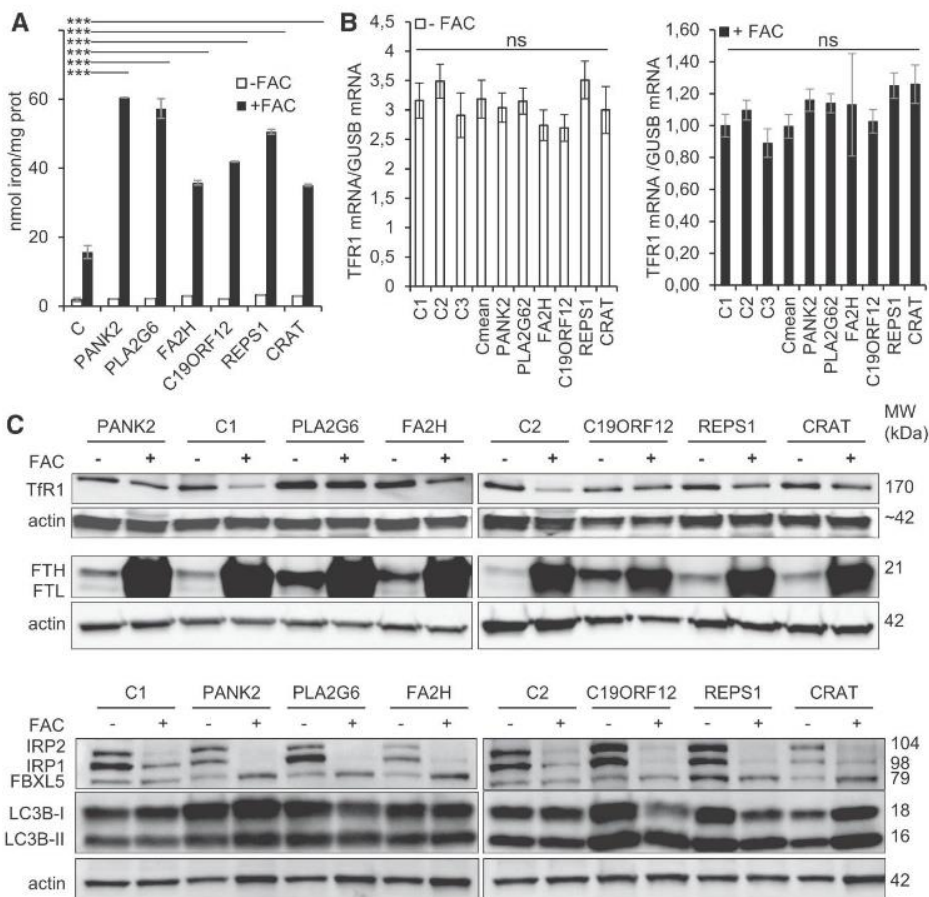 A
***
***
***
***
***
***
-FAC
+FAC
nmol iron/mg prot
60
40
20
0
C
PANK2
PLA2G6
FA2H
C19ORF12
REPS1
CRAT
B
- FAC
ns
TFR1 mRNA/GUSB mRNA
4,5
4
3,5
3
2,5
2
1,5
1
0,5
0
C1
C2
C3
Cmean
PANK2
PLA2G62
FA2H
C19ORF12
REPS1
CRAT
+ FAC
ns
TFR1 mRNA /GUSB mRNA
1,60
1,40
1,20
1,00
0,80
0,60
0,40
0,20
0,00
C1
C2
C3
Cmean
PANK2
PLA2G62
FA2H
C19ORF12
REPS1
CRAT
C
PANK2 C1 PLA2G6 FA2H C2 C19ORF12 REPS1 CRAT MW (kDa)
FAC - + - + - + - + - + - + - + - +
TfR1 170
actin ~42
FTH 21
FTL
actin 42
C1 PANK2 PLA2G6 FA2H C2 C19ORF12 REPS1 CRAT
FAC - + - + - + - + - + - + - + - +
IRP2 104
IRP1 98
FBXL5 79
LC3B-I 18
LC3B-II 16
actin 42